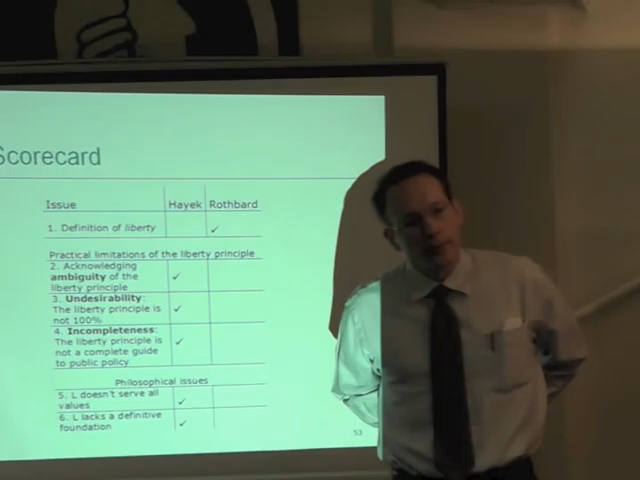 Scorecard
Issue Hayek Rothbard
1. Definition of liberty ✓
Practical limitations of the liberty principle
2. Acknowledging
ambiguity of the ✓
liberty principle
3. Undesirability:
The liberty principle is ✓
not 100%
4. Incompleteness:
The liberty principle is ✓
not a complete guide
to public policy
Philosophical issues
5. L doesn't serve all
values ✓
6. L lacks a definitive
foundation ✓
53